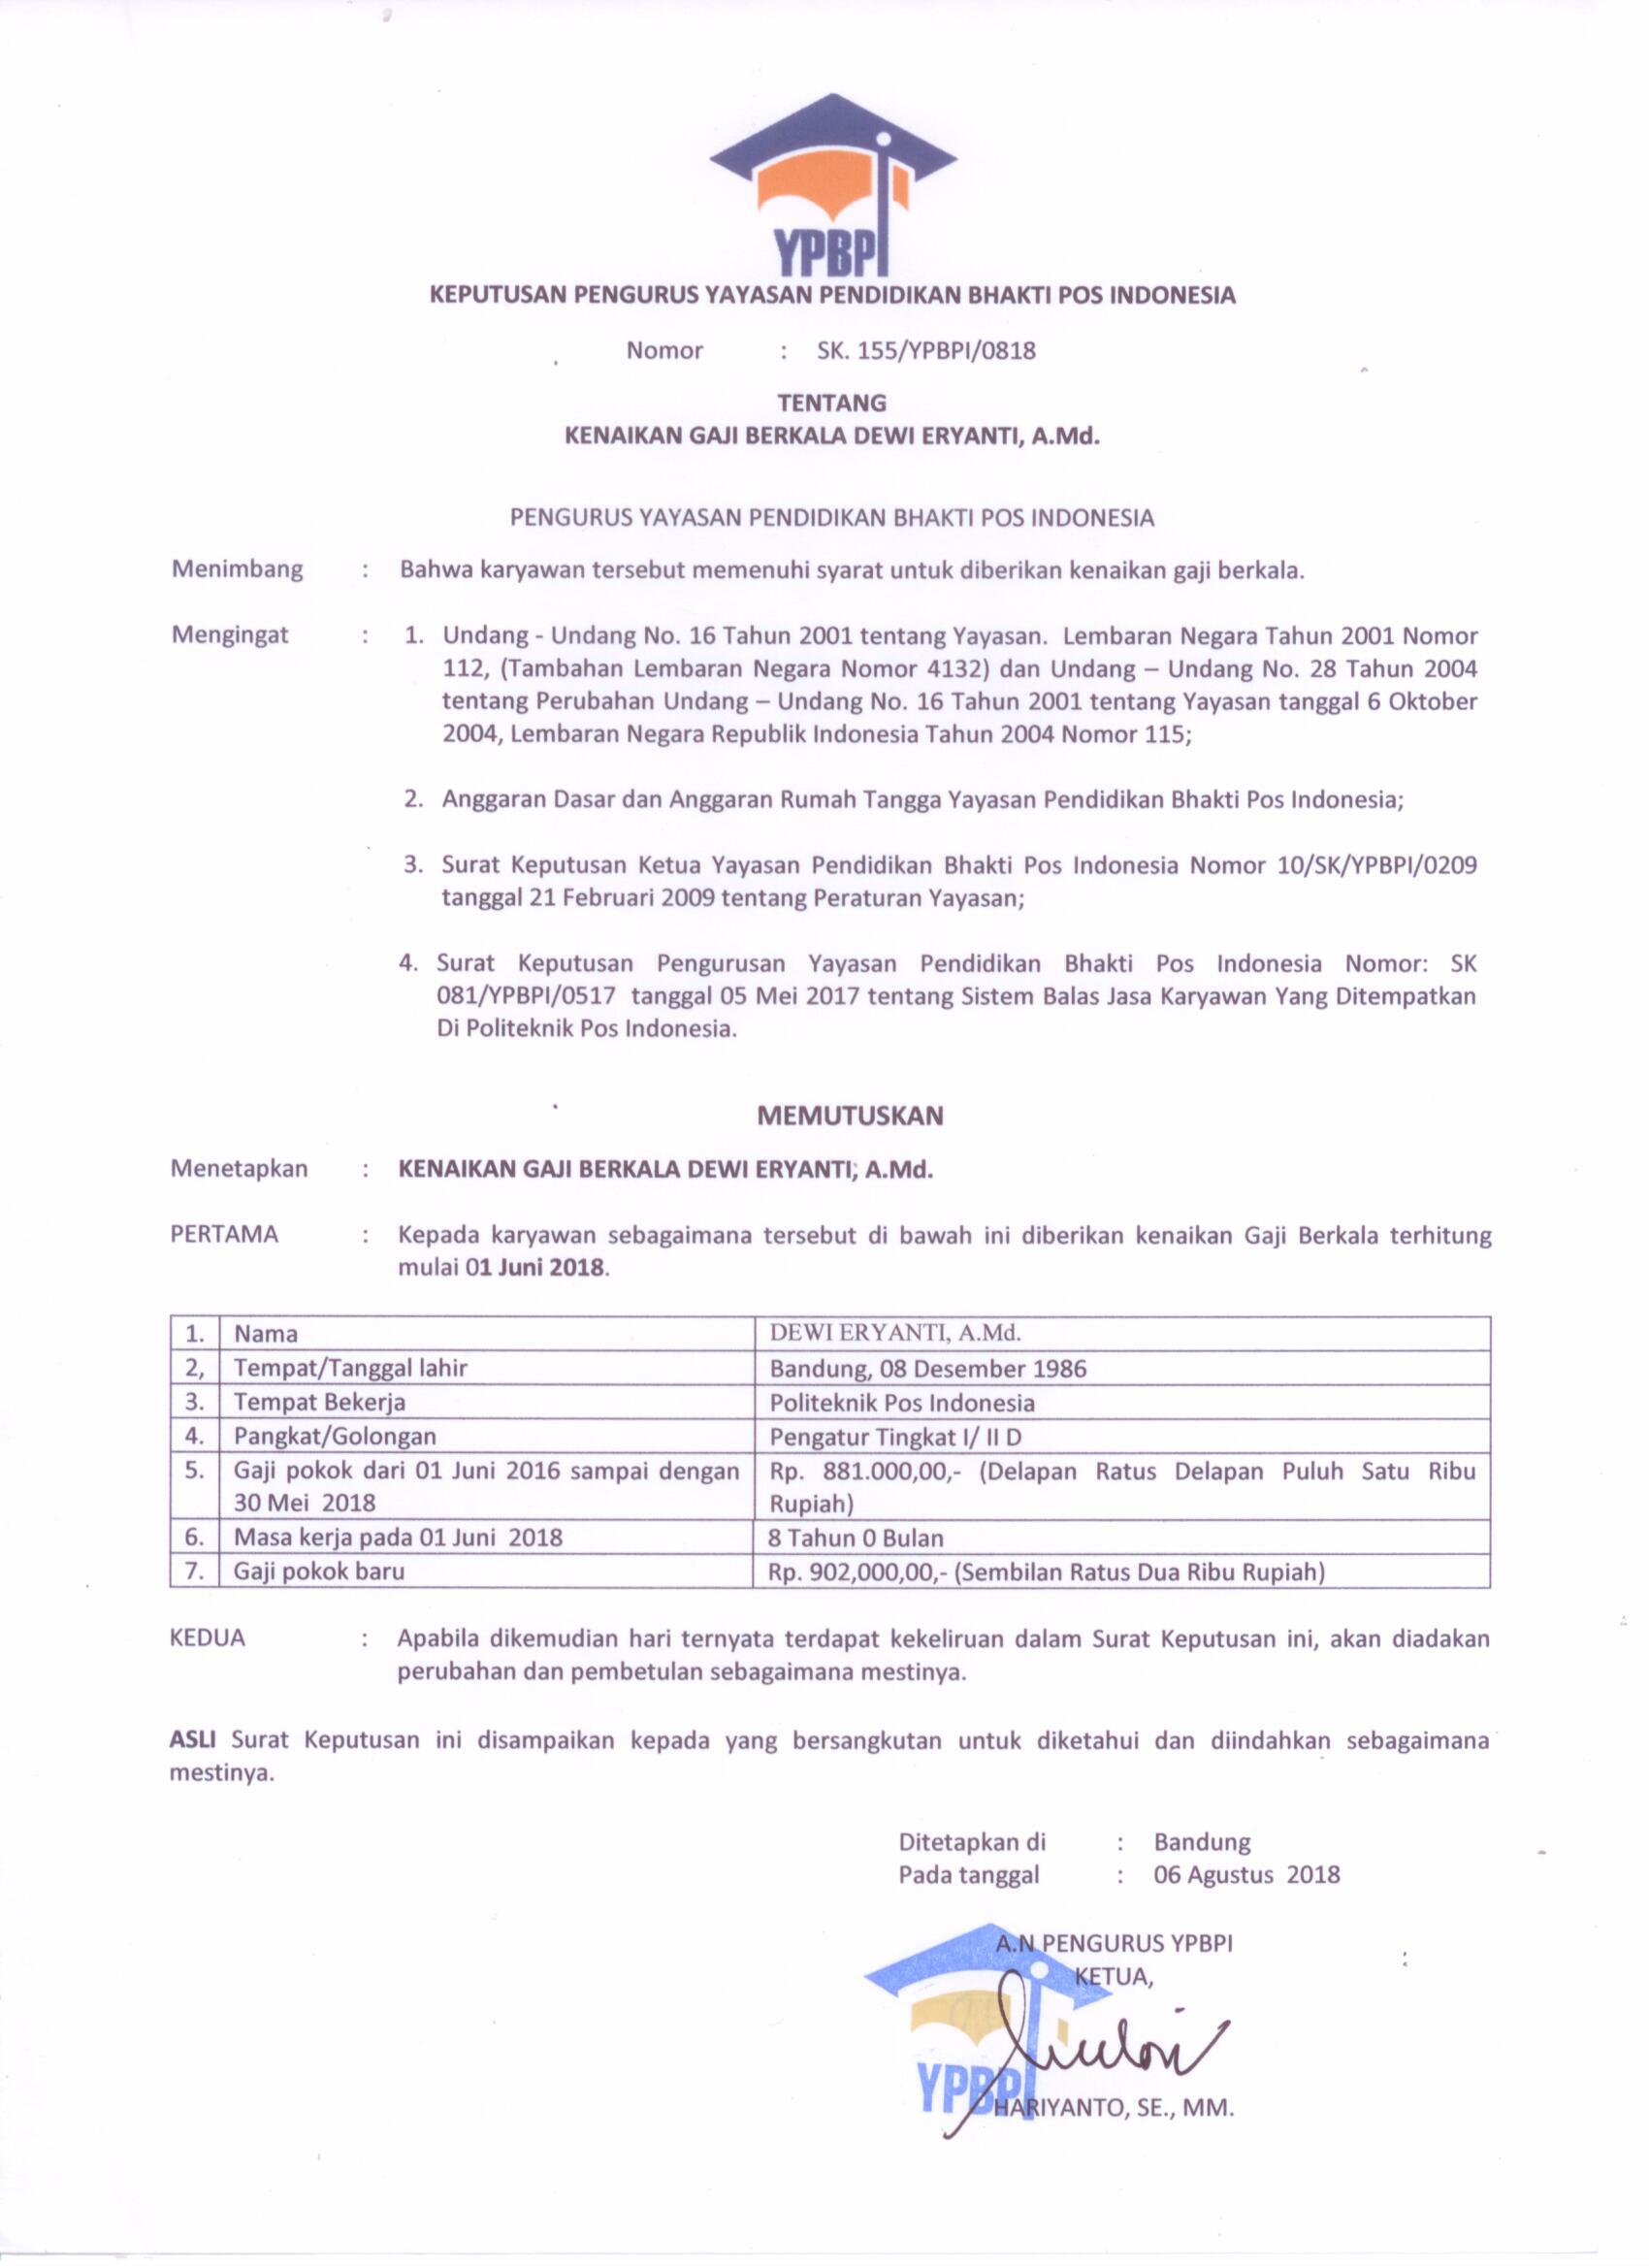 YPBPI
KEPUTUSAN PENGURUS YAYASAN PENDIDIKAN BHAKTI POS INDONESIA
Nomor : SK. 155/YPBPI/0818
TENTANG
KENAIKAN GAJI BERKALA DEWI ERYANTI, A.Md.
PENGURUS YAYASAN PENDIDIKAN BHAKTI POS INDONESIA
Menimbang : Bahwa karyawan tersebut memenuhi syarat untuk diberikan kenaikan gaji berkala.
Mengingat : 1. Undang - Undang No. 16 Tahun 2001 tentang Yayasan. Lembaran Negara Tahun 2001 Nomor
112, (Tambahan Lembaran Negara Nomor 4132) dan Undang – Undang No. 28 Tahun 2004
tentang Perubahan Undang – Undang No. 16 Tahun 2001 tentang Yayasan tanggal 6 Oktober
2004, Lembaran Negara Republik Indonesia Tahun 2004 Nomor 115;
2. Anggaran Dasar dan Anggaran Rumah Tangga Yayasan Pendidikan Bhakti Pos Indonesia;
3. Surat Keputusan Ketua Yayasan Pendidikan Bhakti Pos Indonesia Nomor 10/SK/YPBPI/0209
tanggal 21 Februari 2009 tentang Peraturan Yayasan;
4. Surat Keputusan Pengurusan Yayasan Pendidikan Bhakti Pos Indonesia Nomor: SK
081/YPBPI/0517 tanggal 05 Mei 2017 tentang Sistem Balas Jasa Karyawan Yang Ditempatkan
Di Politeknik Pos Indonesia.
MEMUTUSKAN
Menetapkan : KENAIKAN GAJI BERKALA DEWI ERYANTI, A.Md.
PERTAMA : Kepada karyawan sebagaimana tersebut di bawah ini diberikan kenaikan Gaji Berkala terhitung
mulai 01 Juni 2018.
1. Nama DEWI ERYANTI, A.Md.
2, Tempat/Tanggal lahir Bandung, 08 Desember 1986
3. Tempat Bekerja Politeknik Pos Indonesia
4. Pangkat/Golongan Pengatur Tingkat I/ II D
5. Gaji pokok dari 01 Juni 2016 sampai dengan Rp. 881.000,00,- (Delapan Ratus Delapan Puluh Satu Ribu
30 Mei 2018 Rupiah)
6. Masa kerja pada 01 Juni 2018 8 Tahun 0 Bulan
7. Gaji pokok baru Rp. 902,000,00,- (Sembilan Ratus Dua Ribu Rupiah)
KEDUA : Apabila dikemudian hari ternyata terdapat kekeliruan dalam Surat Keputusan ini, akan diadakan
perubahan dan pembetulan sebagaimana mestinya.
ASLI Surat Keputusan ini disampaikan kepada yang bersangkutan untuk diketahui dan diindahkan sebagaimana
mestinya.
Ditetapkan di : Bandung
Pada tanggal : 06 Agustus 2018
A.N PENGURUS YPBPI
KETUA,
YPBPI
HARIYANTO, SE., MM.